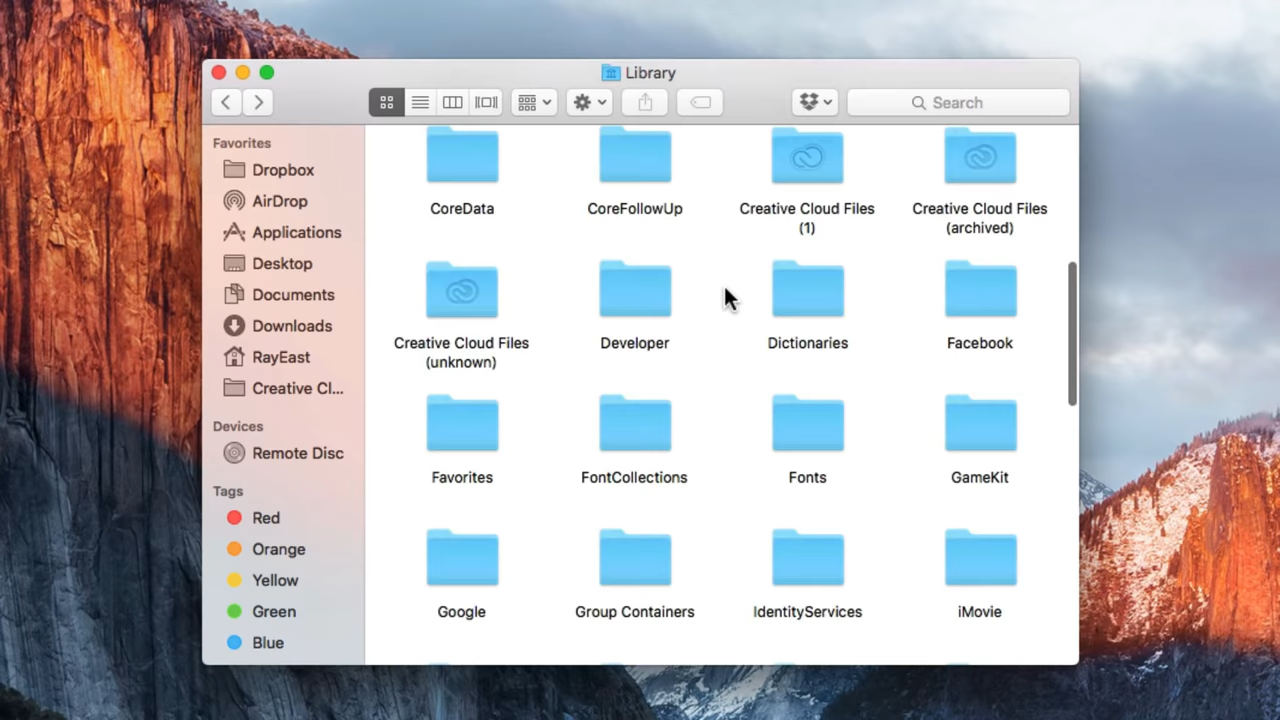 Library
Search
Favorites
Dropbox
AirDrop
Applications
Desktop
Documents
Downloads
RayEast
Creative Cl...
Devices
Remote Disc
Tags
Red
Orange
Yellow
Green
Blue
CoreData
CoreFollowUp
Creative Cloud Files
(1)
Creative Cloud Files
(archived)
Creative Cloud Files
(unknown)
Developer
Dictionaries
Facebook
Favorites
FontCollections
Fonts
GameKit
Google
Group Containers
IdentityServices
iMovie